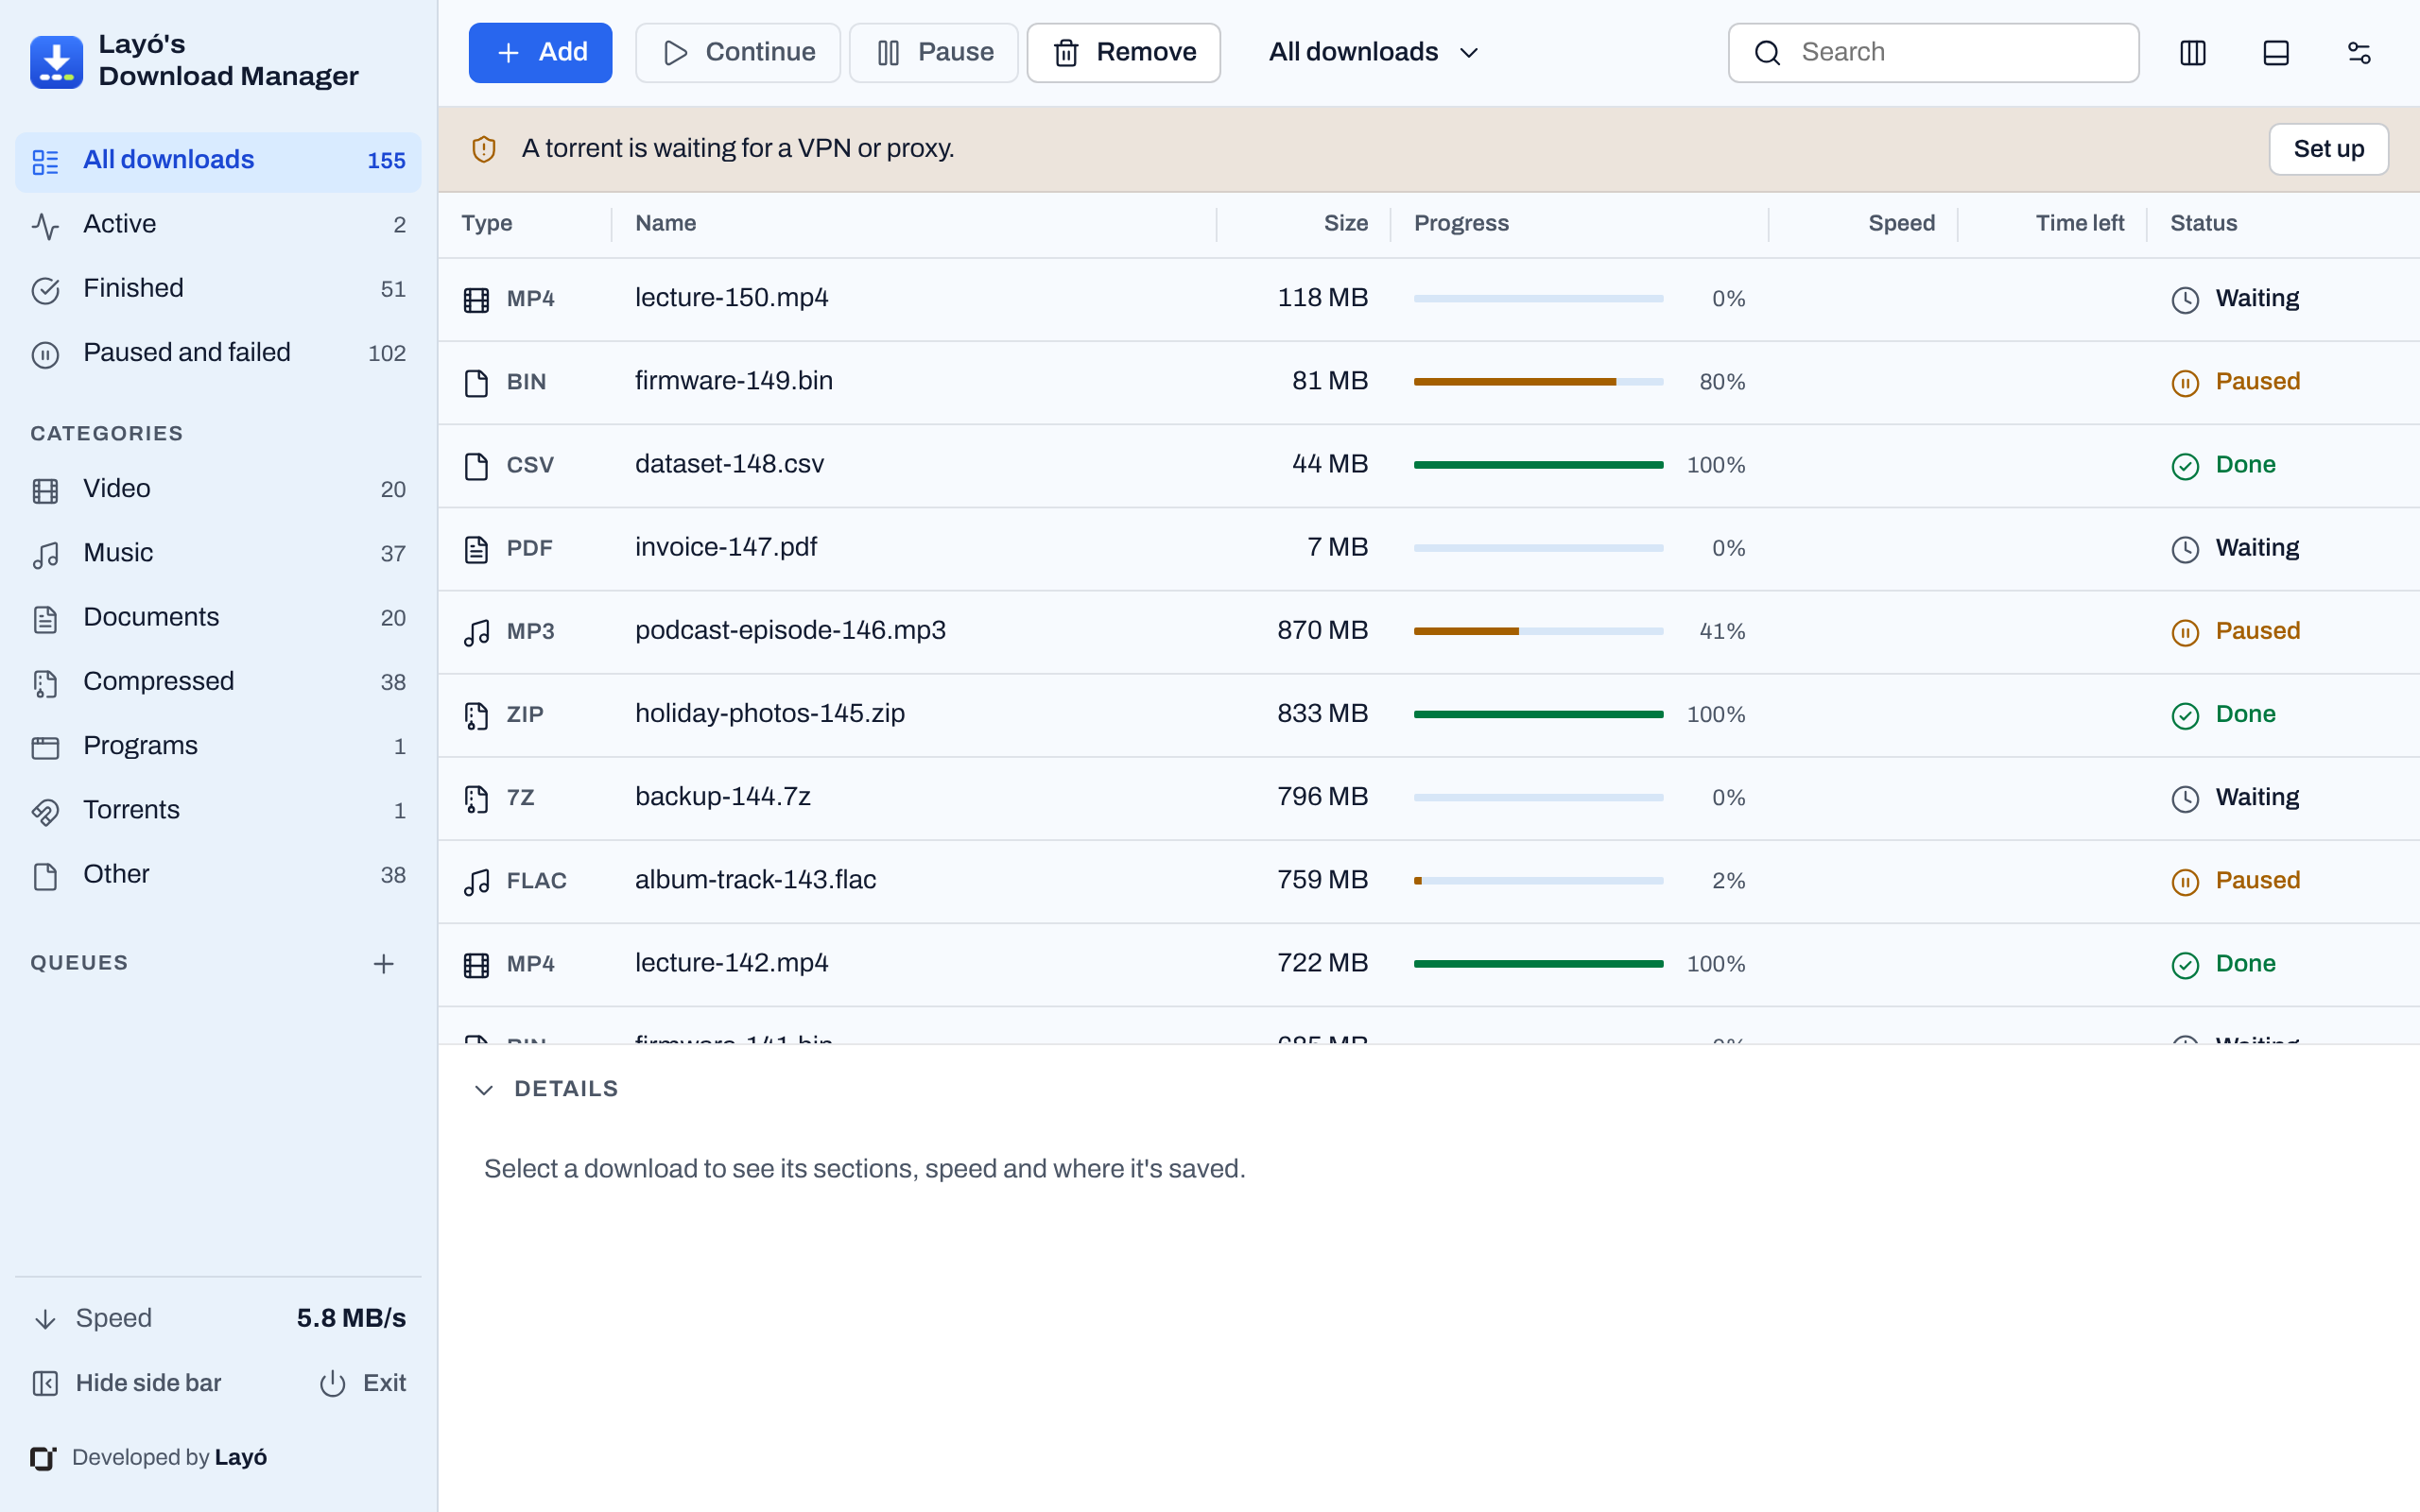 Layó's
Download Manager
All downloads 155
Active 2
Finished 51
Paused and failed 102
CATEGORIES
Video 20
Music 37
Documents 20
Compressed 38
Programs 1
Torrents 1
Other 38
QUEUES
Speed 5.8 MB/s
Hide side bar Exit
Developed by Layó
Add Continue Pause Remove All downloads Search
A torrent is waiting for a VPN or proxy. Set up
Type Name Size Progress Speed Time left Status
MP4 lecture-150.mp4 118 MB 0% Waiting
BIN firmware-149.bin 81 MB 80% Paused
CSV dataset-148.csv 44 MB 100% Done
PDF invoice-147.pdf 7 MB 0% Waiting
MP3 podcast-episode-146.mp3 870 MB 41% Paused
ZIP holiday-photos-145.zip 833 MB 100% Done
7Z backup-144.7z 796 MB 0% Waiting
FLAC album-track-143.flac 759 MB 2% Paused
MP4 lecture-142.mp4 722 MB 100% Done
BIN firmware-141.bin 685 MB 0% Waiting
DETAILS
Select a download to see its sections, speed and where it's saved.